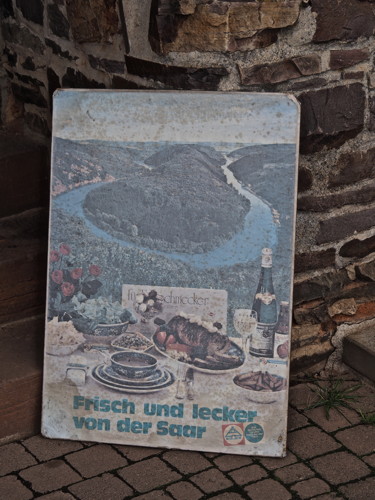 Frisch und lecker
von der Saar